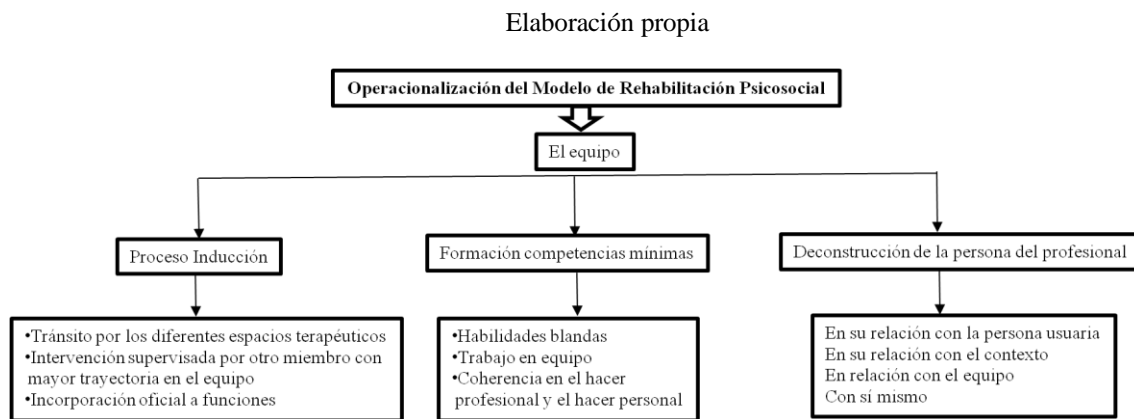 Elaboración propia
Operacionalización del Modelo de Rehabilitación Psicosocial
El equipo
Proceso Inducción
Formación competencias mínimas
Deconstrucción de la persona del profesional
•Tránsito por los diferentes espacios terapéuticos
•Intervención supervisada por otro miembro con
mayor trayectoria en el equipo
•Incorporación oficial a funciones
•Habilidades blandas
•Trabajo en equipo
•Coherencia en el hacer
profesional y el hacer personal
En su relación con la persona usuaria
En su relación con el contexto
En relación con el equipo
Con sí mismo